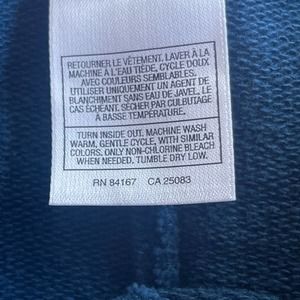 RETOURNER LE VÊTEMENT. LAVER À LA
MACHINE A L'EAU TIÈDE, CYCLE DOUX
AVEC COULEURS SEMBLABLES.
UTILISER UNIQUEMENT UN AGENT DE
BLANCHIMENT SANS EAU DE JAVEL, LE
CAS ÉCHEANT. SÉCHER PAR CULBUTAGE
À BASSE TEMPÉRATURE.
TURN INSIDE OUT. MACHINE WASH
WARM, GENTLE CYCLE, WITH SIMILAR
COLORS. ONLY NON-CHLORINE BLEACH
WHEN NEEDED. TUMBLE DRY LOW.
RN 84167 CA 25083